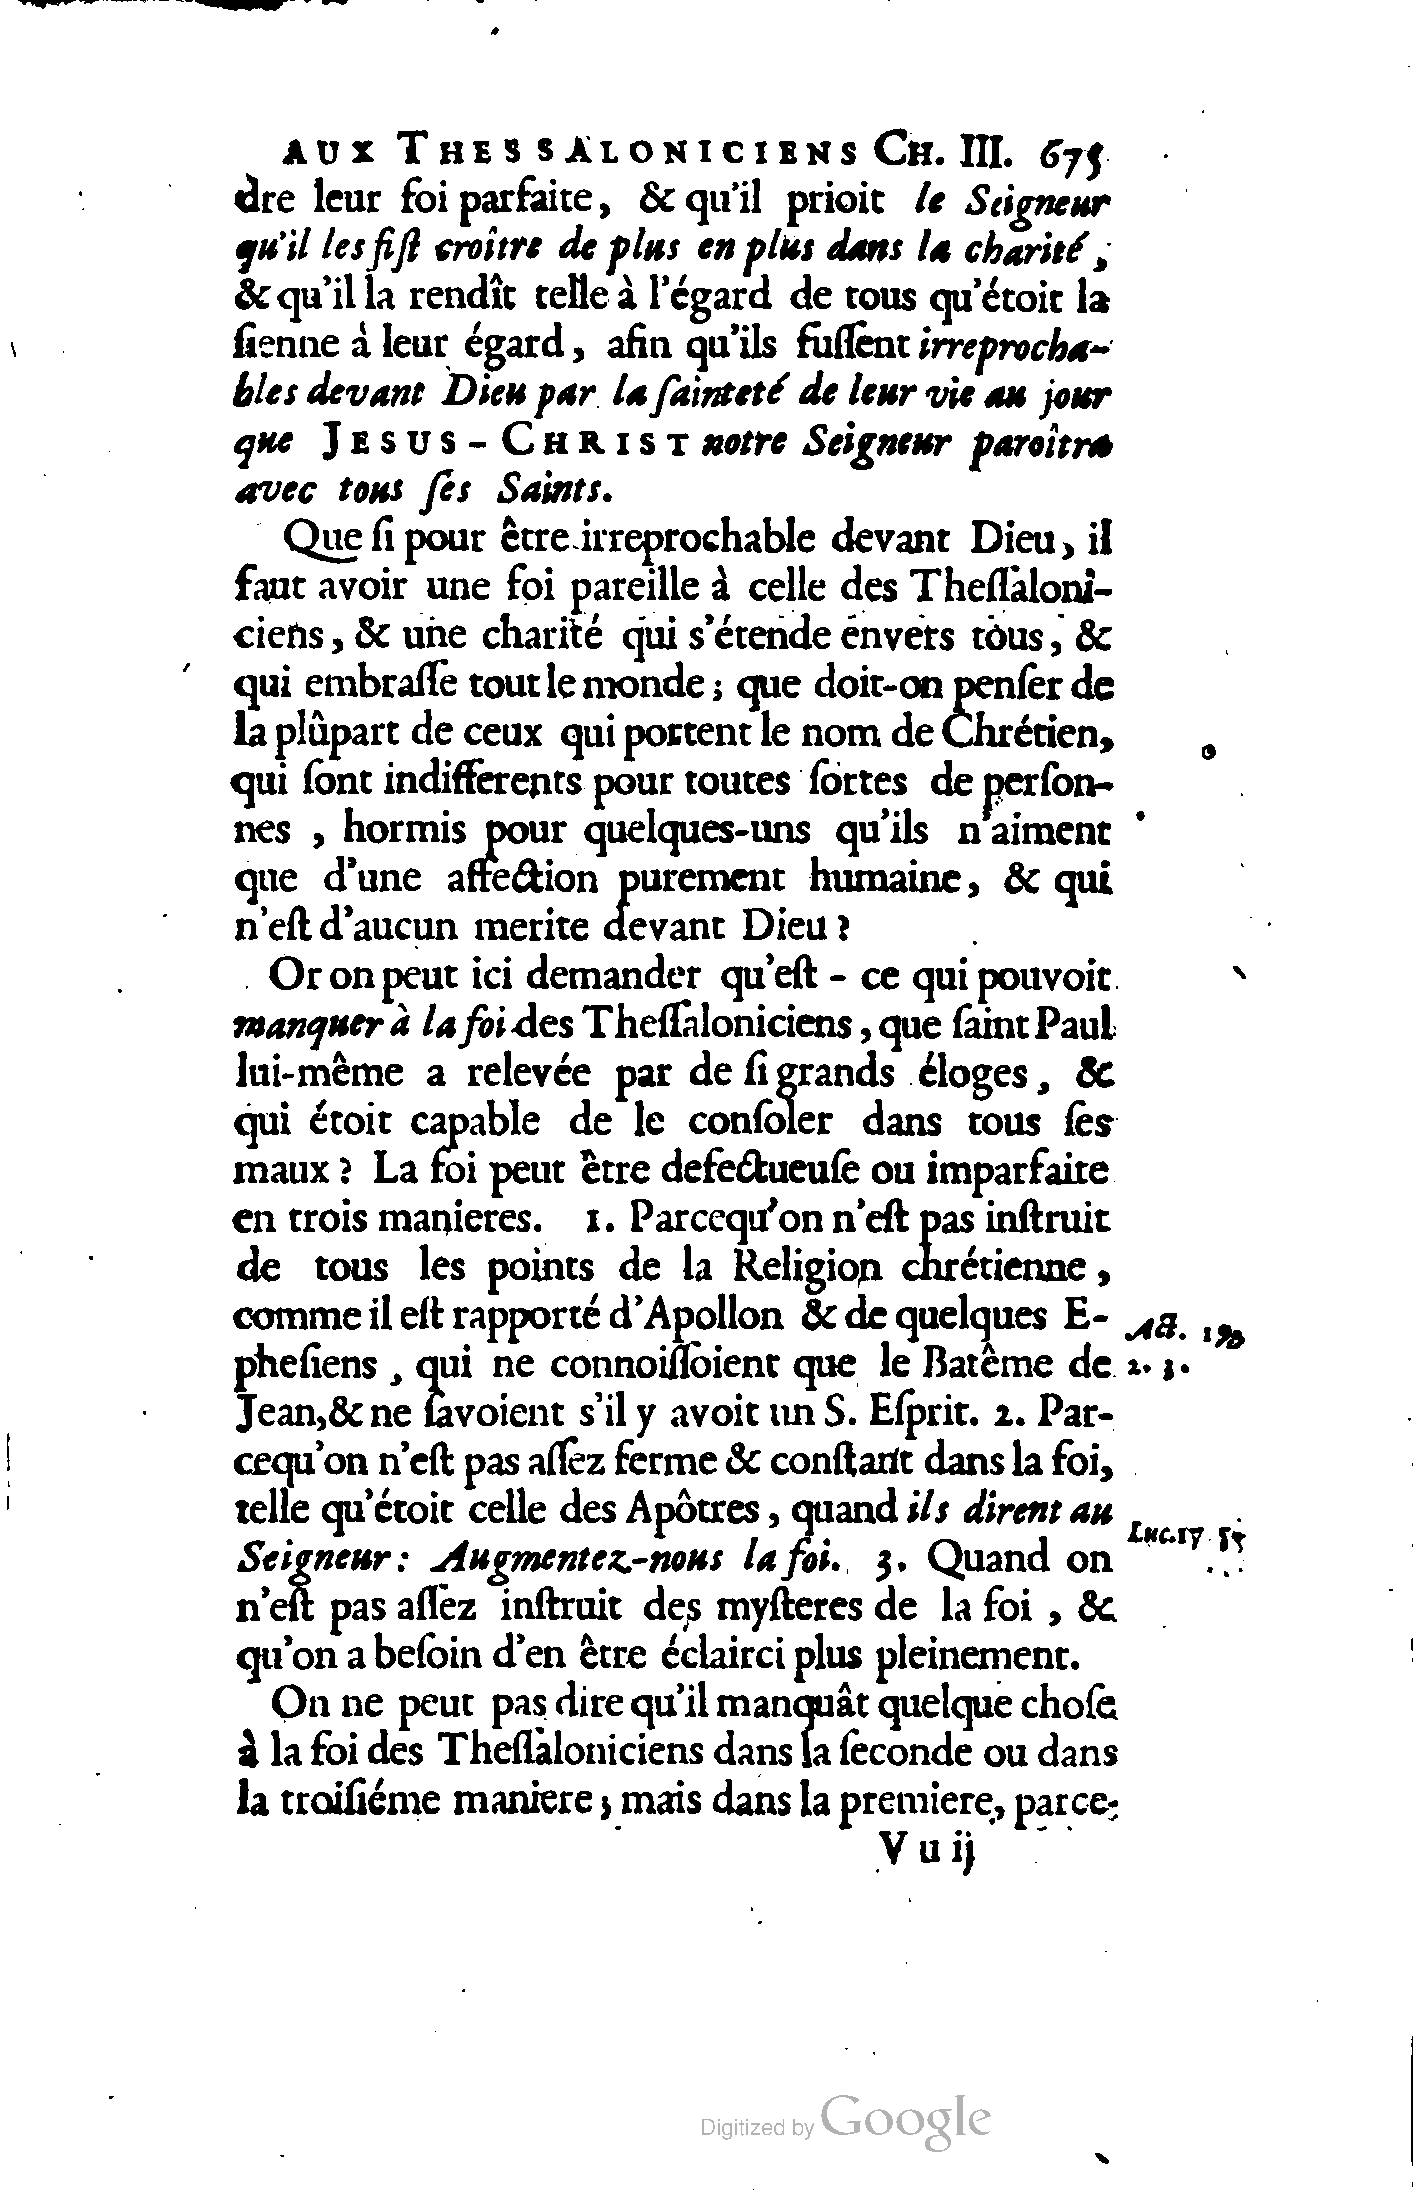 AUX THESSALONICIENS CH. III. 675
dre leur foi parfaite, & qu'il prioit le Seigneur
qu'il les fiſt croître de plus en plus dans la charité,
& qu'il la rendît telle à l'égard de tous qu'étoit la
ſienne à leur égard, afin qu'ils fuſſent irreprocha-
bles devant Dieu par la ſainteté de leur vie au jour
que JESUS-CHRIST notre Seigneur paroîtra
avec tous ſes Saints.
Que ſi pour être irreprochable devant Dieu, il
faut avoir une foi pareille à celle des Theſſaloni-
ciens, & une charité qui s'étende envers tous, &
qui embraſſe tout le monde; que doit-on penſer de
la plûpart de ceux qui portent le nom de Chrétien,
qui ſont indifferents pour toutes ſortes de perſon-
nes, hormis pour quelques-uns qu'ils n'aiment
que d'une affection purement humaine, & qui
n'eſt d'aucun merite devant Dieu?
Or on peut ici demander qu'eſt-ce qui pouvoit
manquer à la foi des Theſſaloniciens, que ſaint Paul
lui-même a relevée par de ſi grands éloges, &
qui étoit capable de le conſoler dans tous ſes
maux? La foi peut être defectueuſe ou imparfaite
en trois manieres. 1. Parcequ'on n'eſt pas inſtruit
de tous les points de la Religion chrétienne,
comme il eſt rapporté d'Apollon & de quelques E-
Act. 19.
pheſiens, qui ne connoiſſoient que le Batême de
2. 3.
Jean, & ne ſavoient s'il y avoit un S. Eſprit. 2. Par-
cequ'on n'eſt pas aſſez ferme & conſtant dans la foi,
telle qu'étoit celle des Apôtres, quand ils dirent au
Luc. 17. 5.
Seigneur: Augmentez-nous la foi. 3. Quand on
n'eſt pas aſſez inſtruit des myſteres de la foi, &
qu'on a beſoin d'en être éclairci plus pleinement.
On ne peut pas dire qu'il manquât quelque choſe
à la foi des Theſſaloniciens dans la ſeconde ou dans
la troiſiéme maniere; mais dans la premiere, parce-
V u ij
Digitized by Google